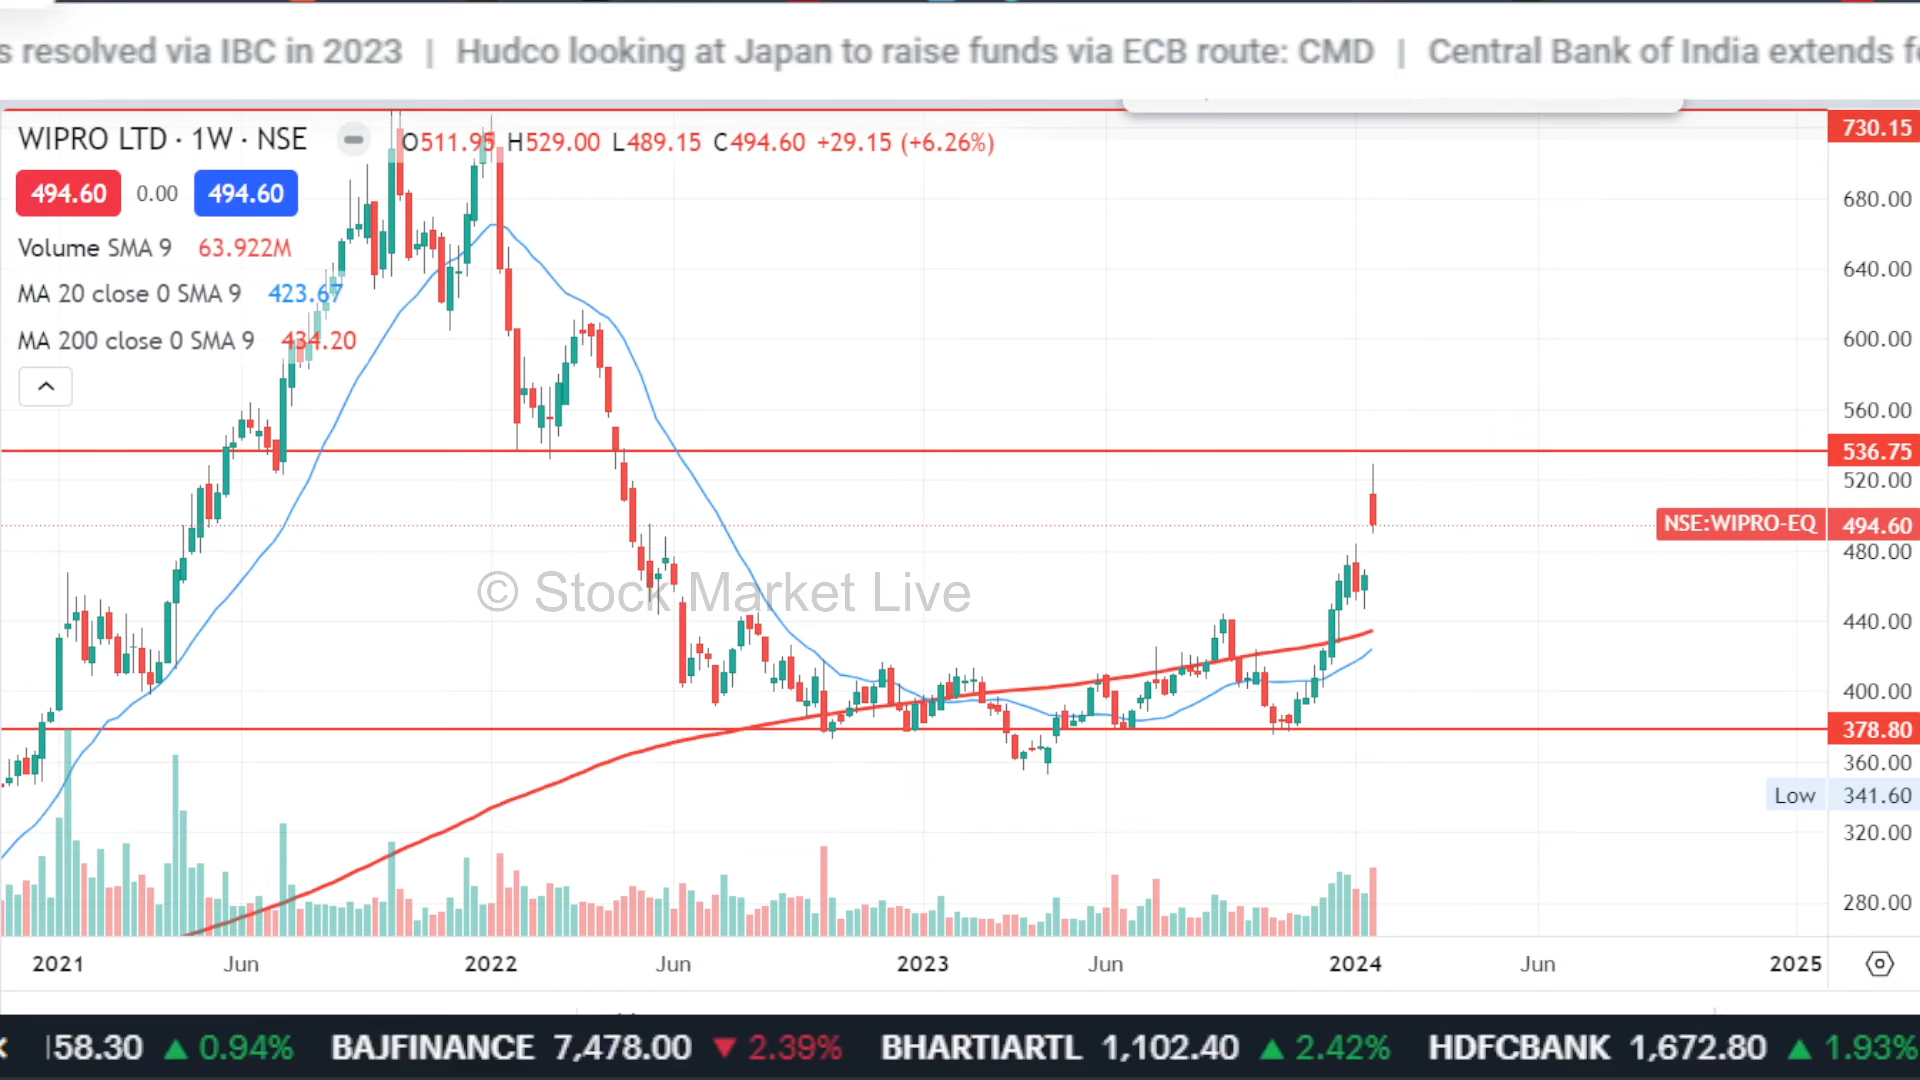 s resolved via IBC in 2023 | Hudco looking at Japan to raise funds via ECB route: CMD | Central Bank of India extends
WIPRO LTD · 1W · NSE O511.95 H529.00 L489.15 C494.60 +29.15 (+6.26%)
494.60 0.00 494.60
Volume SMA 9 63.922M
MA 20 close 0 SMA 9 423.67
MA 200 close 0 SMA 9 434.20
730.15
680.00
640.00
600.00
560.00
536.75
520.00
NSE:WIPRO-EQ 494.60
480.00
440.00
400.00
378.80
360.00
Low 341.60
320.00
280.00
© Stock Market Live
2021 Jun 2022 Jun 2023 Jun 2024 Jun 2025
58.30 ▲ 0.94% BAJFINANCE 7,478.00 ▼ 2.39% BHARTIARTL 1,102.40 ▲ 2.42% HDFCBANK 1,672.80 ▲ 1.93%